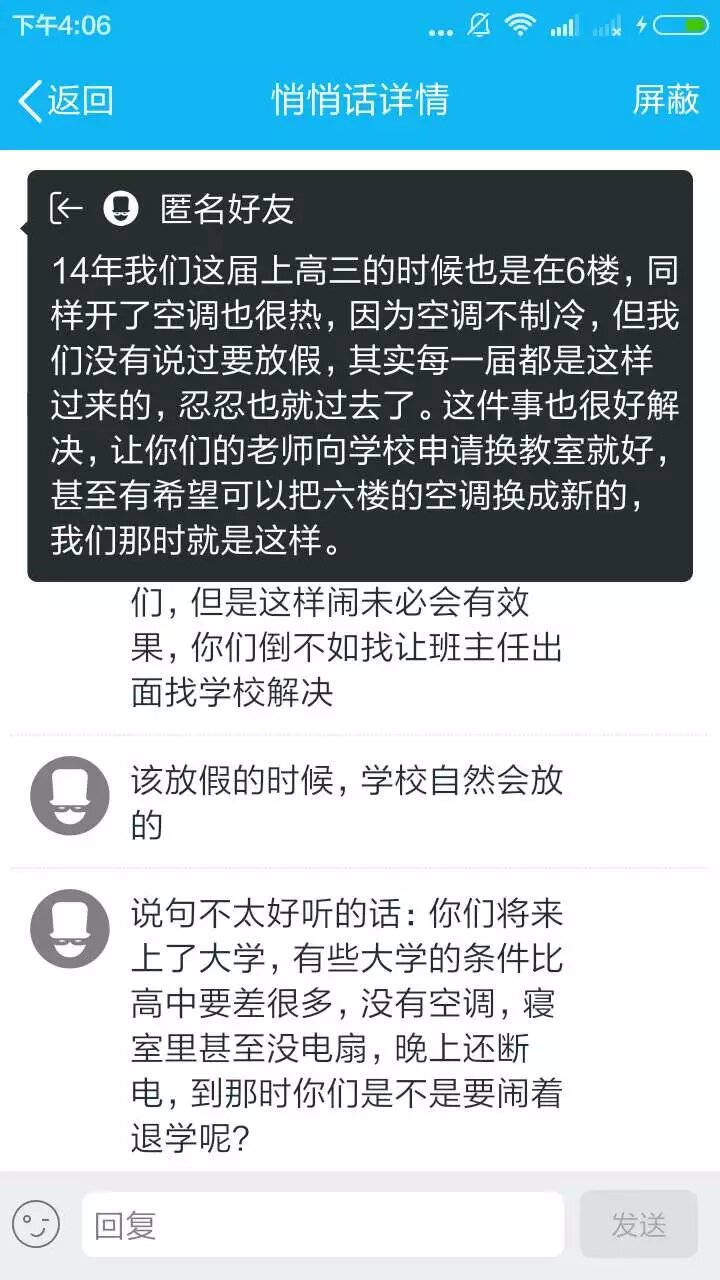 下午4:06
返回
悄悄话详情
屏蔽
匿名好友
14年我们这届上高三的时候也是在6楼，同
样开了空调也很热，因为空调不制冷，但我
们没有说过要放假，其实每一届都是这样
过来的，忍忍也就过去了。这件事也很好解
决，让你们的老师向学校申请换教室就好，
甚至有希望可以把六楼的空调换成新的，
我们那时就是这样。
们，但是这样闹未必会有效
果，你们倒不如找让班主任出
面找学校解决
该放假的时候，学校自然会放
的
说句不太好听的话：你们将来
上了大学，有些大学的条件比
高中要差很多，没有空调，寝
室里甚至没电扇，晚上还断
电，到那时你们是不是要闹着
退学呢？
回复
发送